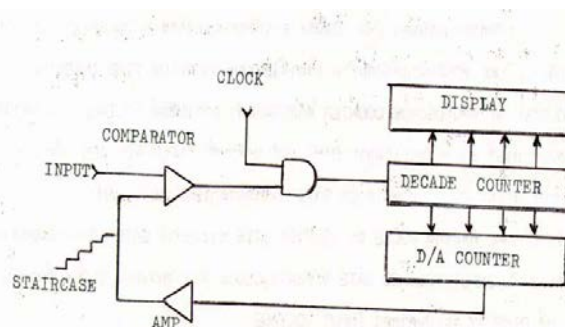 CLOCK
DISPLAY
COMPARATOR
INPUT
DECADE COUNTER
D/A COUNTER
STAIRCASE
AMP